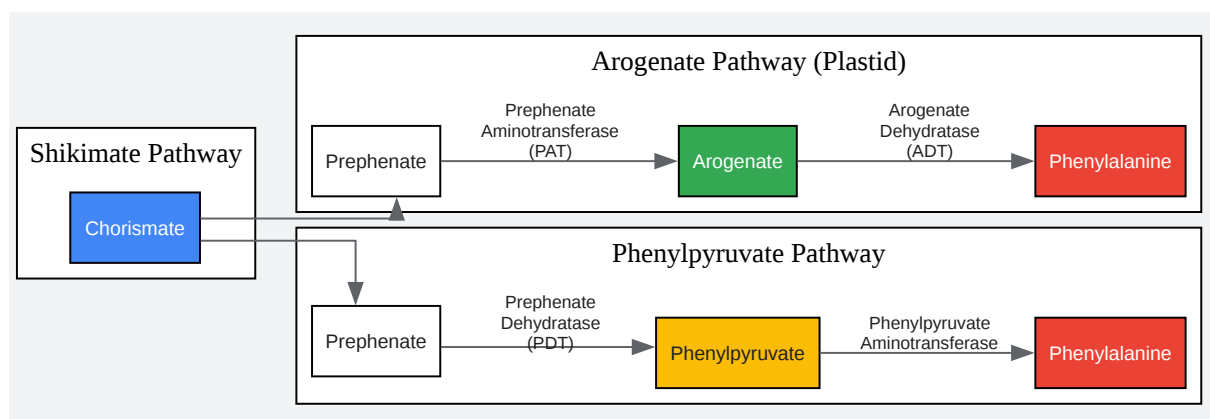 Arogenate Pathway (Plastid)
Prephenate
Aminotransferase
(PAT)
Arogenate
Dehydratase
(ADT)
Prephenate
Arogenate
Phenylalanine
Shikimate Pathway
Chorismate
Phenylpyruvate Pathway
Prephenate
Dehydratase
(PDT)
Phenylpyruvate
Aminotransferase
Prephenate
Phenylpyruvate
Phenylalanine